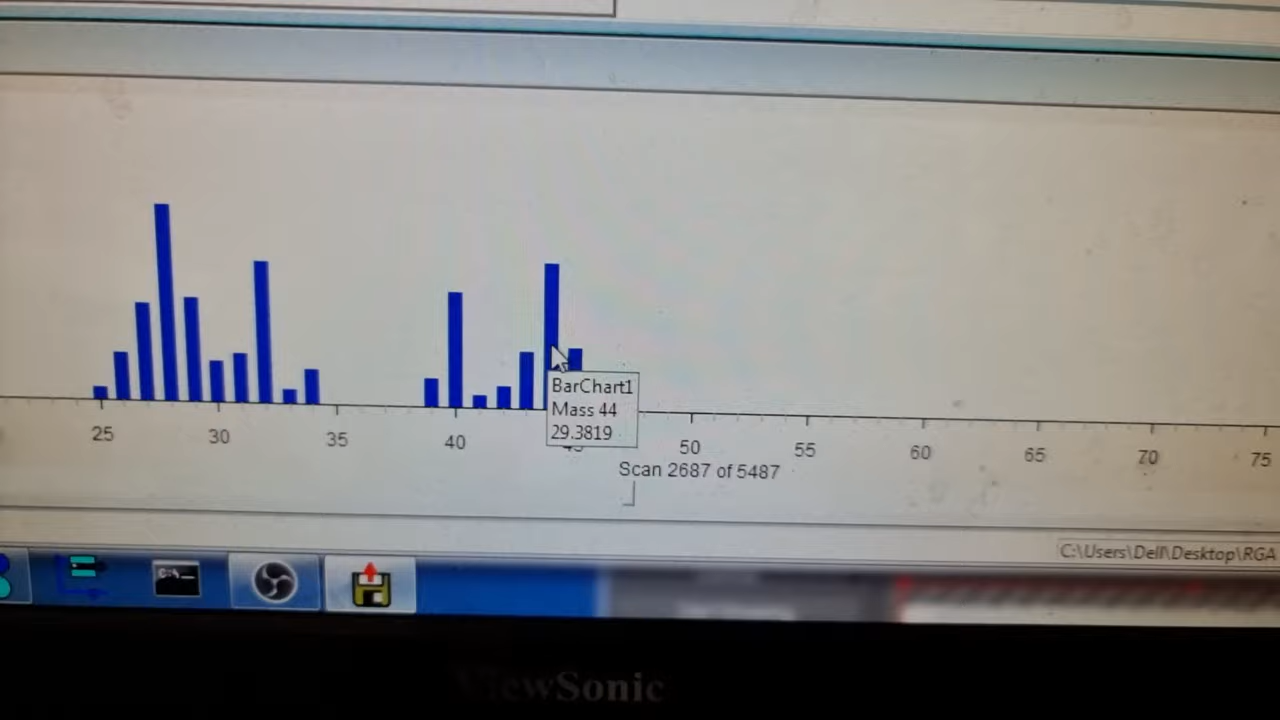 25
30
35
40
50
55
60
65
70
75
BarChart1
Mass 44
29.3819
Scan 2687 of 5487
C:\Users\Dell\Desktop\RGA
ViewSonic